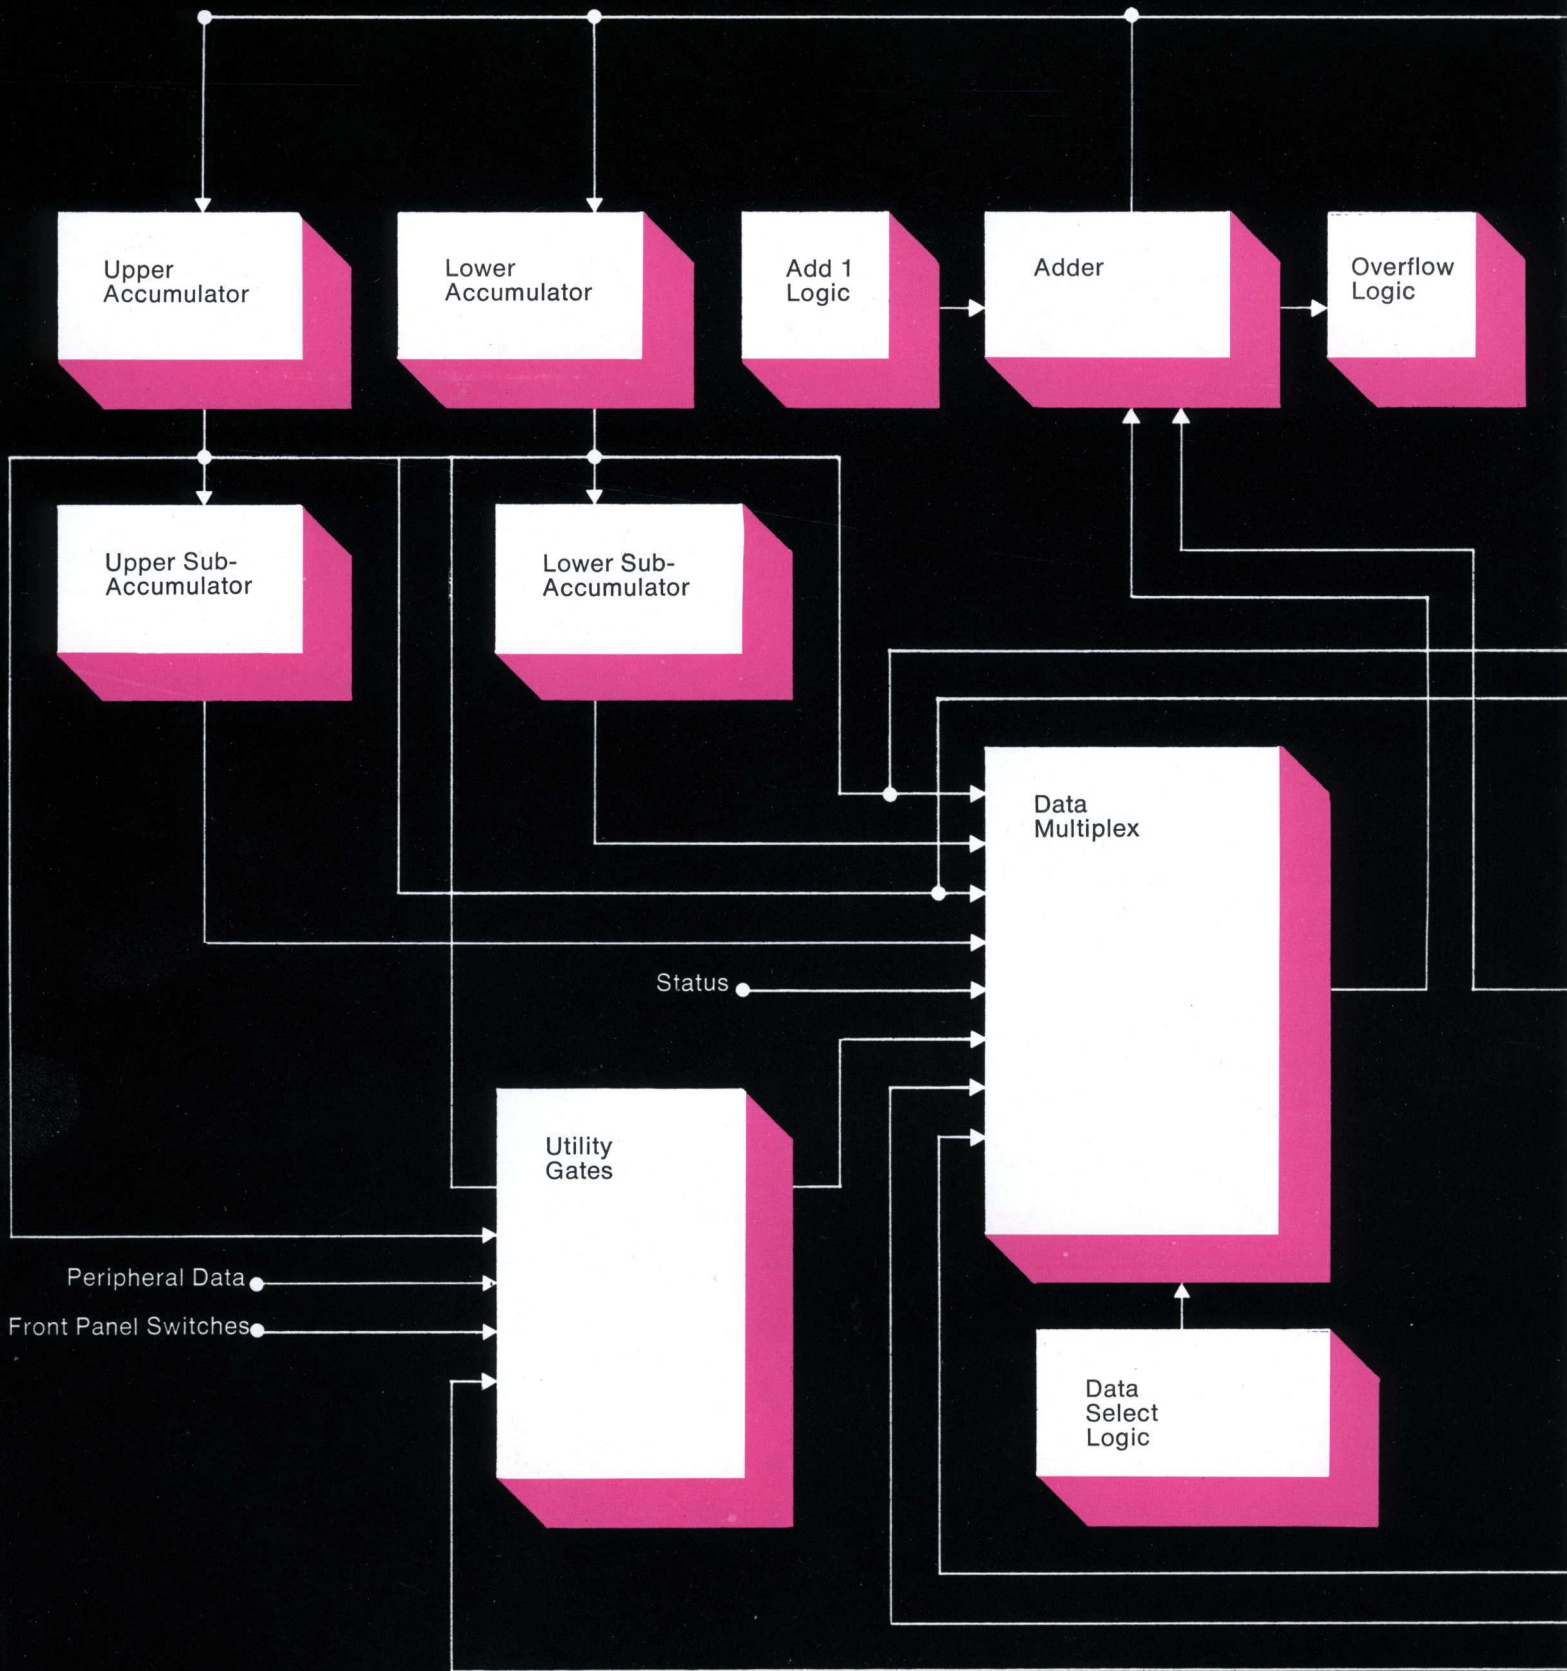 Upper
Accumulator
Lower
Accumulator
Add 1
Logic
Adder
Overflow
Logic
Upper Sub-
Accumulator
Lower Sub-
Accumulator
Data
Multiplex
Status
Utility
Gates
Peripheral Data
Front Panel Switches
Data
Select
Logic